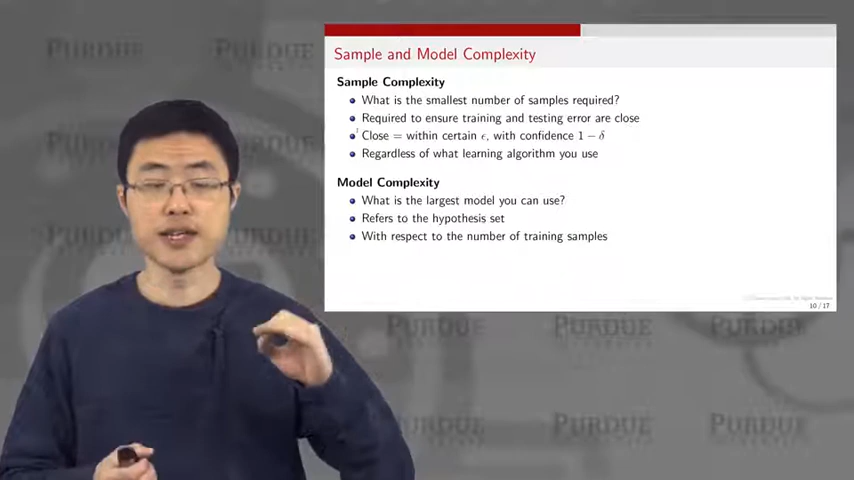 Sample and Model Complexity
Sample Complexity
What is the smallest number of samples required?
Required to ensure training and testing error are close
Close = within certain ϵ, with confidence 1 − δ
Regardless of what learning algorithm you use
Model Complexity
What is the largest model you can use?
Refers to the hypothesis set
With respect to the number of training samples
10 / 17
PURDUE
PURDUE
PURDUE
PURDUE
PURDUE
PURDUE
PURDUE
PURDUE
PURDUE